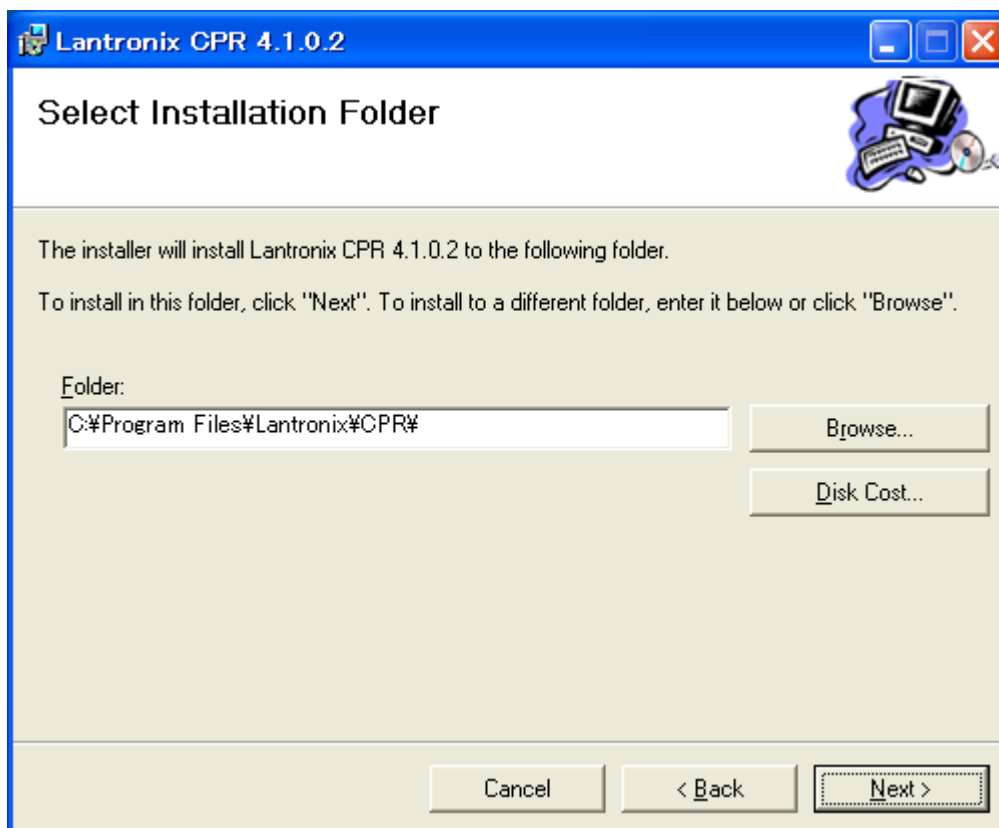 Lantronix CPR 4.1.0.2
Select Installation Folder
The installer will install Lantronix CPR 4.1.0.2 to the following folder.
To install in this folder, click "Next". To install to a different folder, enter it below or click "Browse".
Folder:
C:¥Program Files¥Lantronix¥CPR¥
Browse...
Disk Cost...
Cancel
< Back
Next >